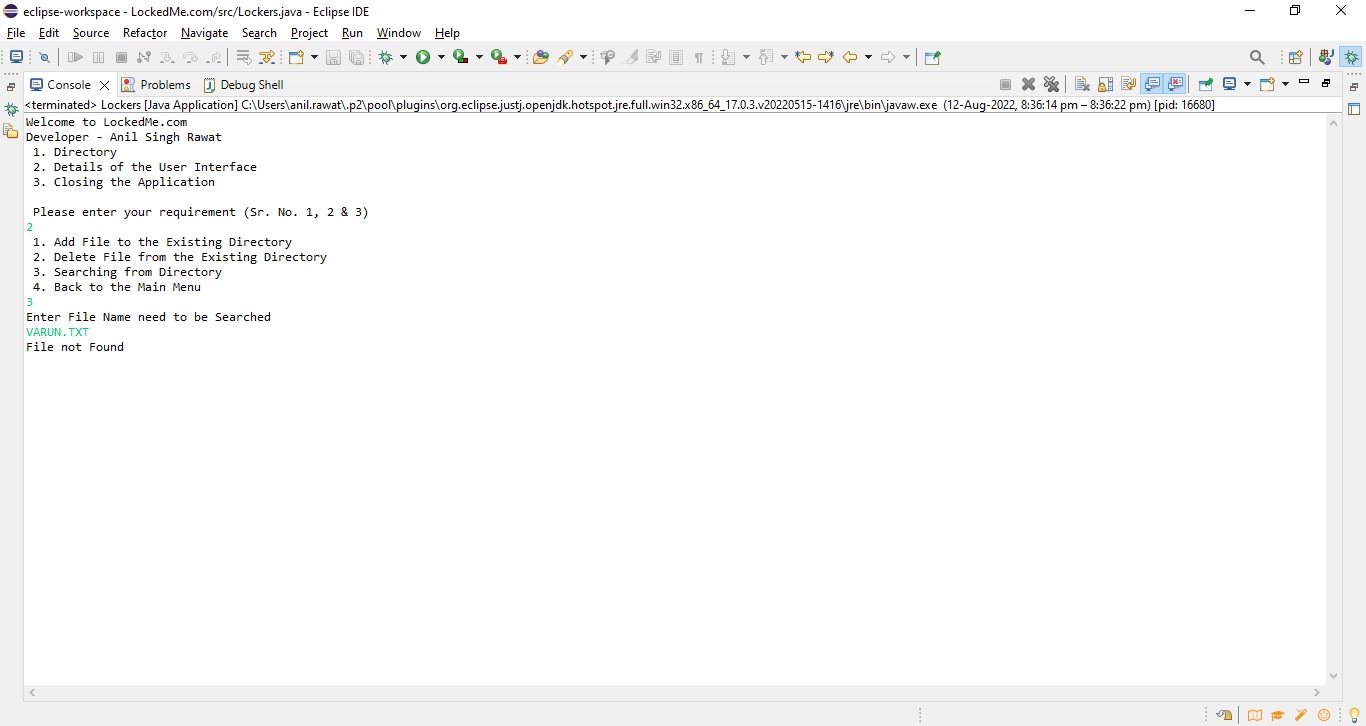 eclipse-workspace - LockedMe.com/src/Lockers.java - Eclipse IDE
File Edit Source Refactor Navigate Search Project Run Window Help
Console Problems Debug Shell
<terminated> Lockers [Java Application] C:\Users\anil.rawat\.p2\pool\plugins\org.eclipse.justj.openjdk.hotspot.jre.full.win32.x86_64_17.0.3.v20220515-1416\jre\bin\javaw.exe (12-Aug-2022, 8:36:14 pm – 8:36:22 pm) [pid: 16680]
Welcome to LockedMe.com
Developer - Anil Singh Rawat
1. Directory
2. Details of the User Interface
3. Closing the Application
Please enter your requirement (Sr. No. 1, 2 & 3)
2
1. Add File to the Existing Directory
2. Delete File from the Existing Directory
3. Searching from Directory
4. Back to the Main Menu
3
Enter File Name need to be Searched
VARUN.TXT
File not Found